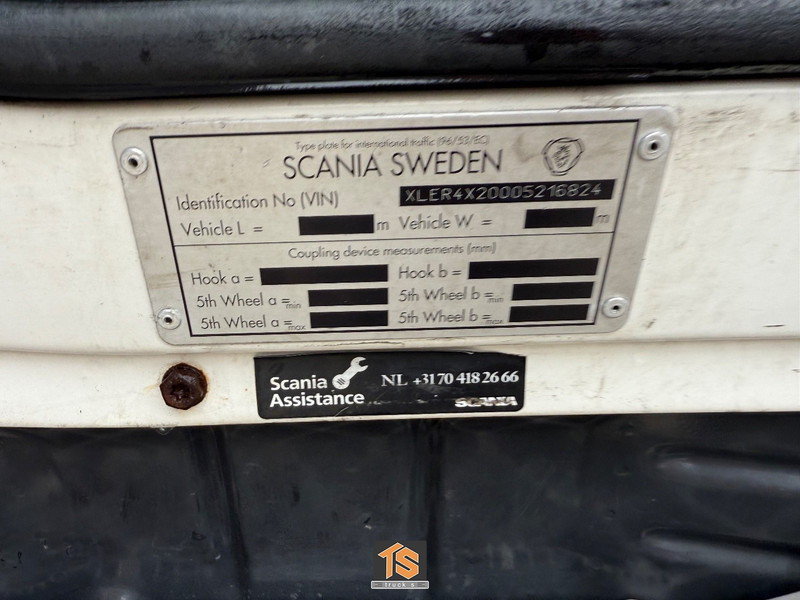 Type plate for international traffic (96/53/EC)
SCANIA SWEDEN
Identification No (VIN) XLER4X20005216824
Vehicle L = m Vehicle W = m
Coupling device measurements (mm)
Hook a = Hook b =
5th Wheel a = min 5th Wheel b = min
5th Wheel a = max 5th Wheel b = max
Scania Assistance NL +31 70 418 26 66
SCANIA
TS